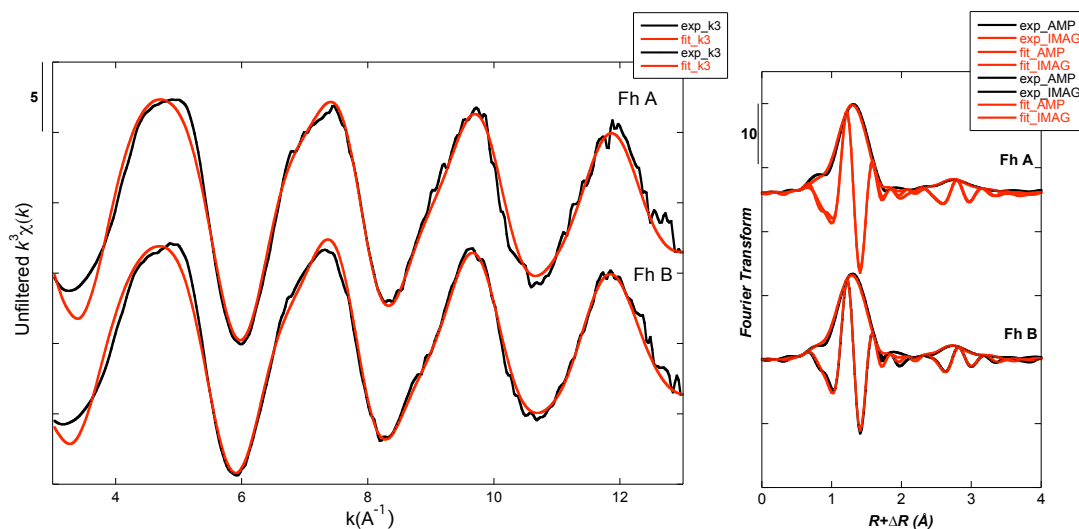 exp_k3
fit_k3
exp_k3
fit_k3
5
Fh A
Fh B
Unfiltered k³χ(k)
4
6
8
10
12
k(A⁻¹)
exp_AMP
exp_IMAG
fit_AMP
fit_IMAG
exp_AMP
exp_IMAG
fit_AMP
fit_IMAG
10
Fh A
Fh B
Fourier Transform
0
1
2
3
4
R+ΔR (Å)